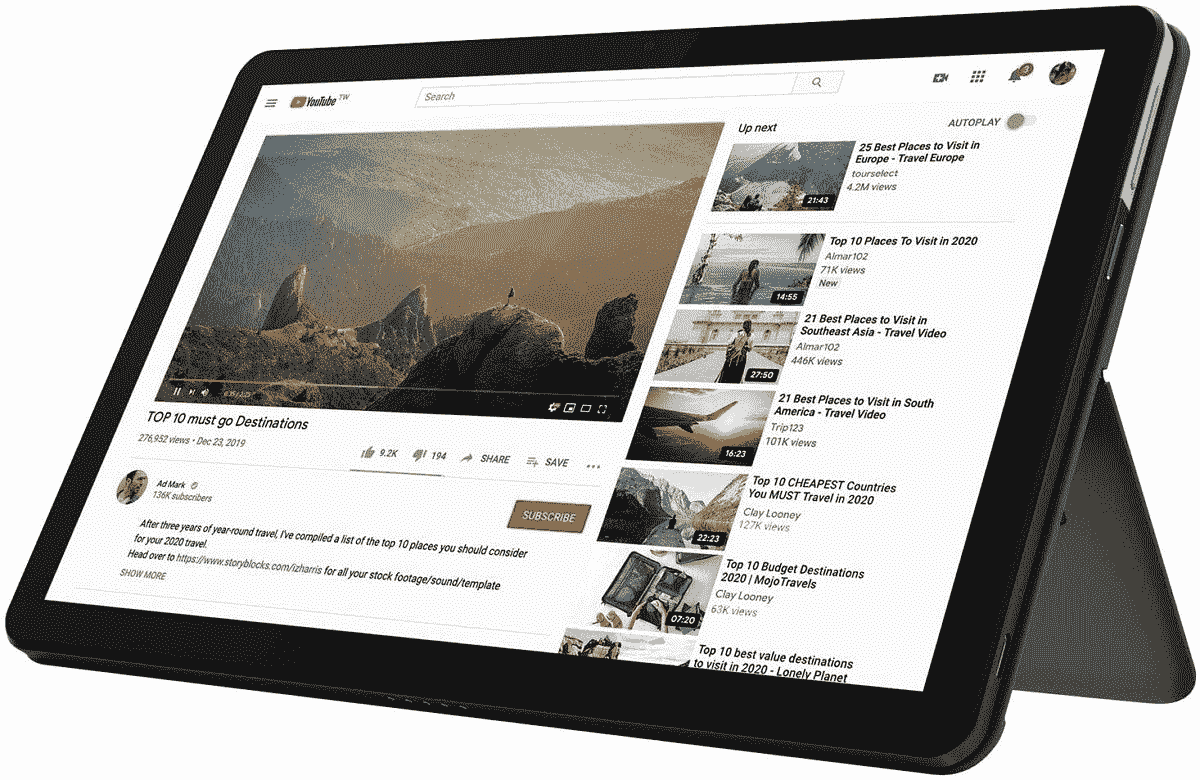 YouTube TW
Search
TOP 10 must go Destinations
276,952 views • Dec 23, 2019
9.2K
194
SHARE
SAVE
Ad Mark
136K subscribers
SUBSCRIBE
After three years of year-round travel, I've compiled a list of the top 10 places you should consider
for your 2020 travel.
Head over to https://www.storyblocks.com/izharris for all your stock footage/sound/template
SHOW MORE
Up next
AUTOPLAY
21:43
25 Best Places to Visit in
Europe - Travel Europe
tourselect
4.2M views
14:55
Top 10 Places To Visit in 2020
Almar102
71K views
New
27:50
21 Best Places to Visit in
Southeast Asia - Travel Video
Almar102
446K views
16:23
21 Best Places to Visit in South
America - Travel Video
Trip123
101K views
22:23
Top 10 CHEAPEST Countries
You MUST Travel in 2020
Clay Looney
127K views
07:20
Top 10 Budget Destinations
2020 | MojoTravels
Clay Looney
63K views
Top 10 best value destinations
to visit in 2020 - Lonely Planet